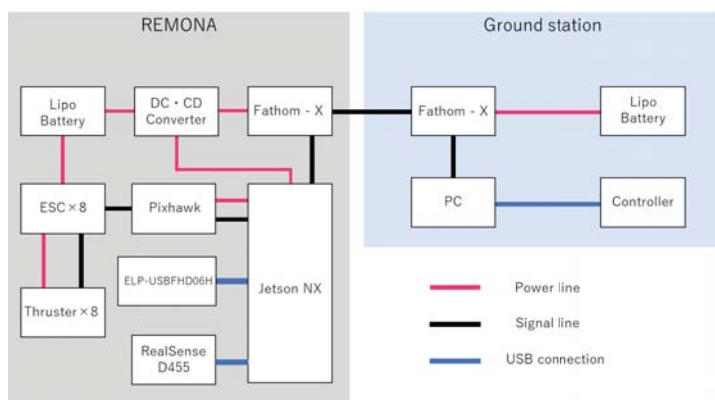 REMONA
Ground station
Lipo
Battery
DC・CD
Converter
Fathom - X
Fathom - X
Lipo
Battery
ESC×8
Pixhawk
Jetson NX
PC
Controller
ELP-USBFHD06H
Thruster×8
RealSense
D455
Power line
Signal line
USB connection